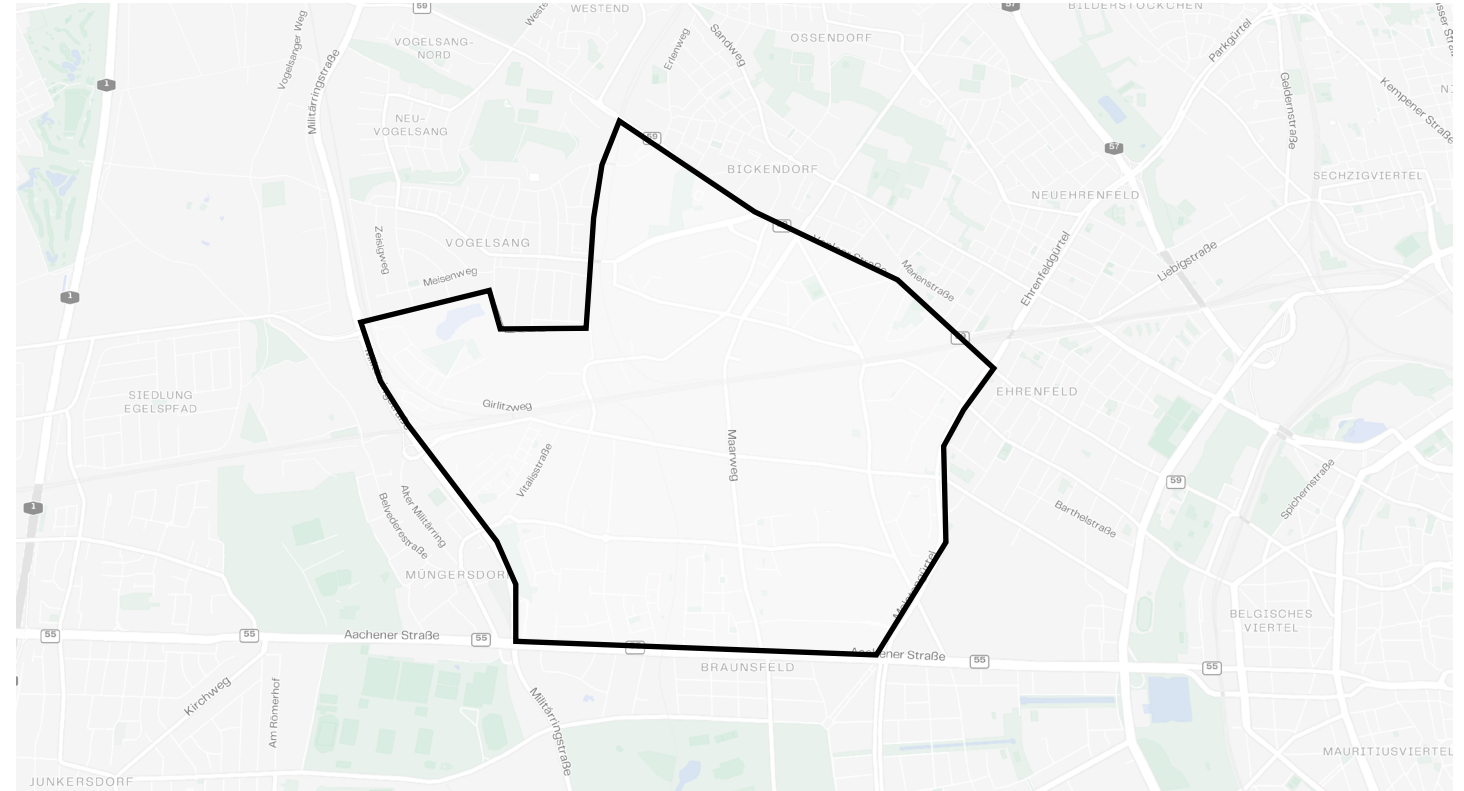 59
WESTEND
57
BILDERSTÖCKCHEN
Vogelsanger Weg
VOGELSANG-
NORD
Erlenweg
Sandweg
OSSENDORF
Parkgürtel
Militärringstraße
1
Geldernstraße
Kempener Straße
NEU-
VOGELSANG
59
57
BICKENDORF
SECHZIGVIERTEL
NEUEHRENFELD
Zeisigweg
VOGELSANG
Meisenweg
Marienstraße
Ehrenfeldgürtel
Liebigstraße
1
SIEDLUNG
EGELSPFAD
Girlitzweg
EHRENFELD
Maarweg
Vitalisstraße
59
Spichernstraße
1
Belvederestraße
Alter Militärring
Barthelstraße
MÜNGERSDORF
BELGISCHES
VIERTEL
55
55
Aachener Straße
55
Aachener Straße
55
55
BRAUNSFELD
Kirchweg
Am Römerhof
Militärringstraße
MAURITIUSVIERTEL
JUNKERSDORF